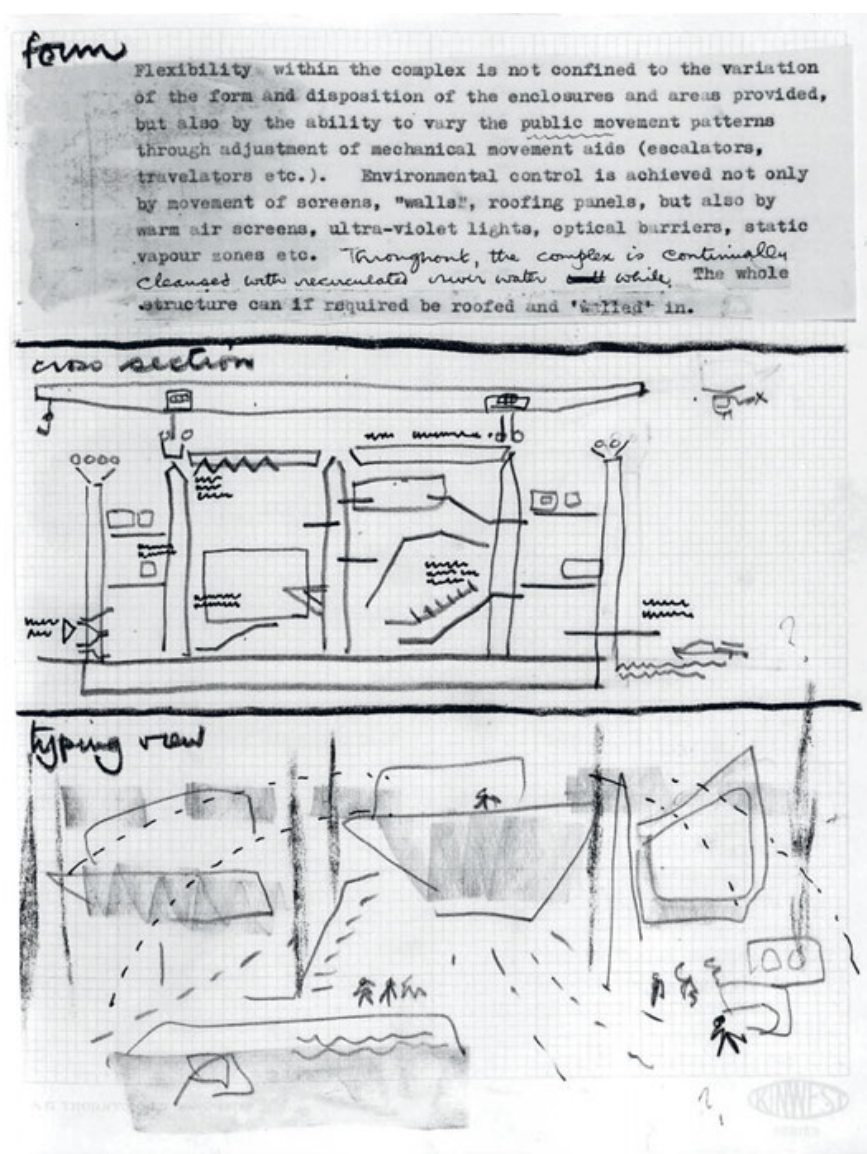 form
Flexibility within the complex is not confined to the variation
of the form and disposition of the enclosures and areas provided,
but also by the ability to vary the public movement patterns
through adjustment of mechanical movement aids (escalators,
travelators etc.). Environmental control is achieved not only
by movement of screens, "walls", roofing panels, but also by
warm air screens, ultra-violet lights, optical barriers, static
vapour zones etc. Throughout, the complex is continually
cleansed with recirculated river water while, The whole
structure can if required be roofed and 'walled' in.
cross section
?
typing view
?
KINWEST
SERIES